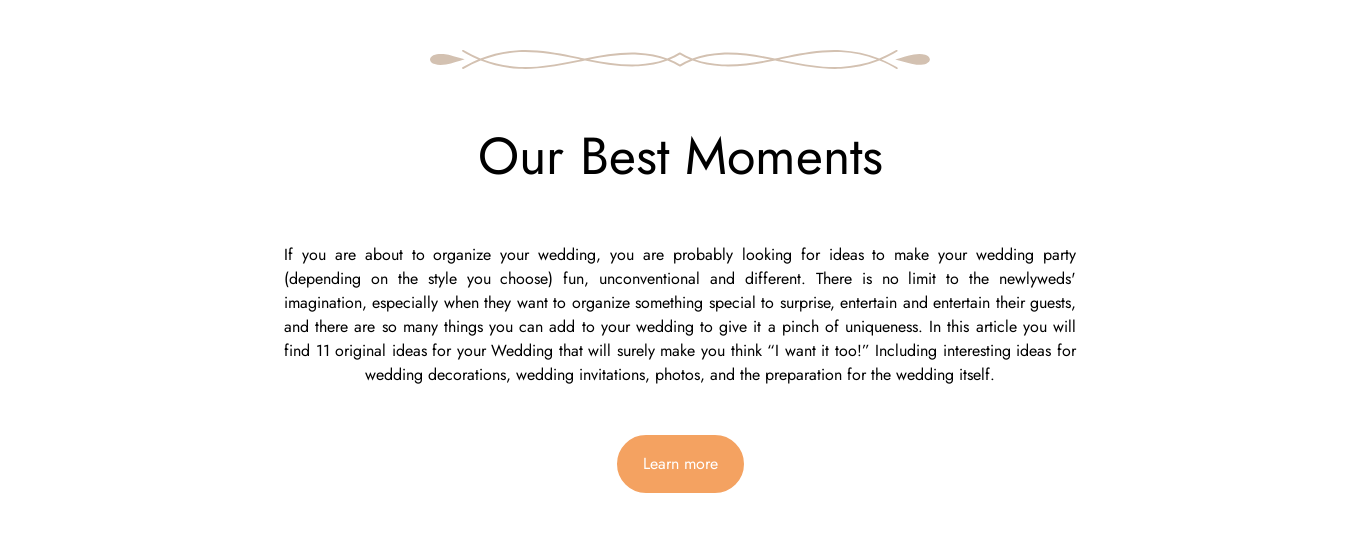 Our Best Moments
If you are about to organize your wedding, you are probably looking for ideas to make your wedding party
(depending on the style you choose) fun, unconventional and different. There is no limit to the newlyweds'
imagination, especially when they want to organize something special to surprise, entertain and entertain their guests,
and there are so many things you can add to your wedding to give it a pinch of uniqueness. In this article you will
find 11 original ideas for your Wedding that will surely make you think “I want it too!” Including interesting ideas for
wedding decorations, wedding invitations, photos, and the preparation for the wedding itself.
Learn more